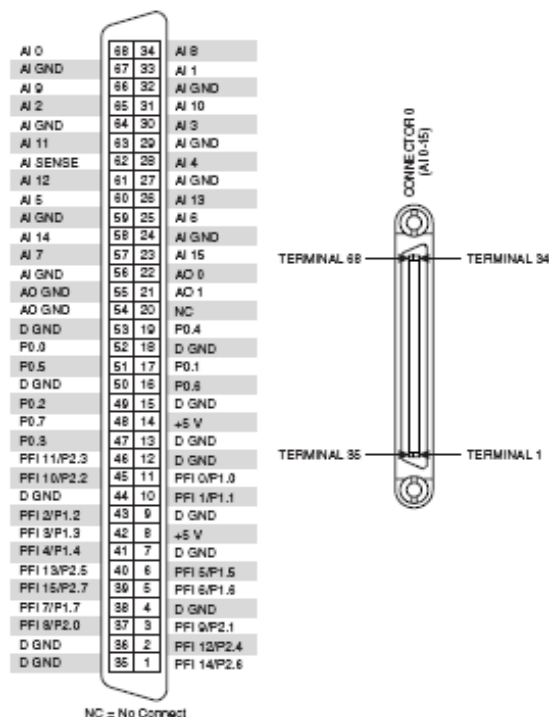 AI 0 68 34 AI 8
AI GND 67 33 AI 1
AI 9 66 32 AI GND
AI 2 65 31 AI 10
AI GND 64 30 AI 3
AI 11 63 29 AI GND
AI SENSE 62 28 AI 4
AI 12 61 27 AI GND
AI 5 60 26 AI 13
AI GND 59 25 AI 6
AI 14 58 24 AI GND
AI 7 57 23 AI 15
AI GND 56 22 AO 0
AO GND 55 21 AO 1
AO GND 54 20 NC
D GND 53 19 P0.4
P0.0 52 18 D GND
P0.5 51 17 P0.1
D GND 50 16 P0.6
P0.2 49 15 D GND
P0.7 48 14 +5 V
P0.3 47 13 D GND
PFI 11/P2.3 46 12 D GND
PFI 10/P2.2 45 11 PFI 0/P1.0
D GND 44 10 PFI 1/P1.1
PFI 2/P1.2 43 9 D GND
PFI 3/P1.3 42 8 +5 V
PFI 4/P1.4 41 7 D GND
PFI 13/P2.5 40 6 PFI 5/P1.5
PFI 15/P2.7 39 5 PFI 6/P1.6
PFI 7/P1.7 38 4 D GND
PFI 8/P2.0 37 3 PFI 9/P2.1
D GND 36 2 PFI 12/P2.4
D GND 35 1 PFI 14/P2.6
NC = No Connect
CONNECTOR 0
(AI 0-15)
TERMINAL 68
TERMINAL 34
TERMINAL 35
TERMINAL 1